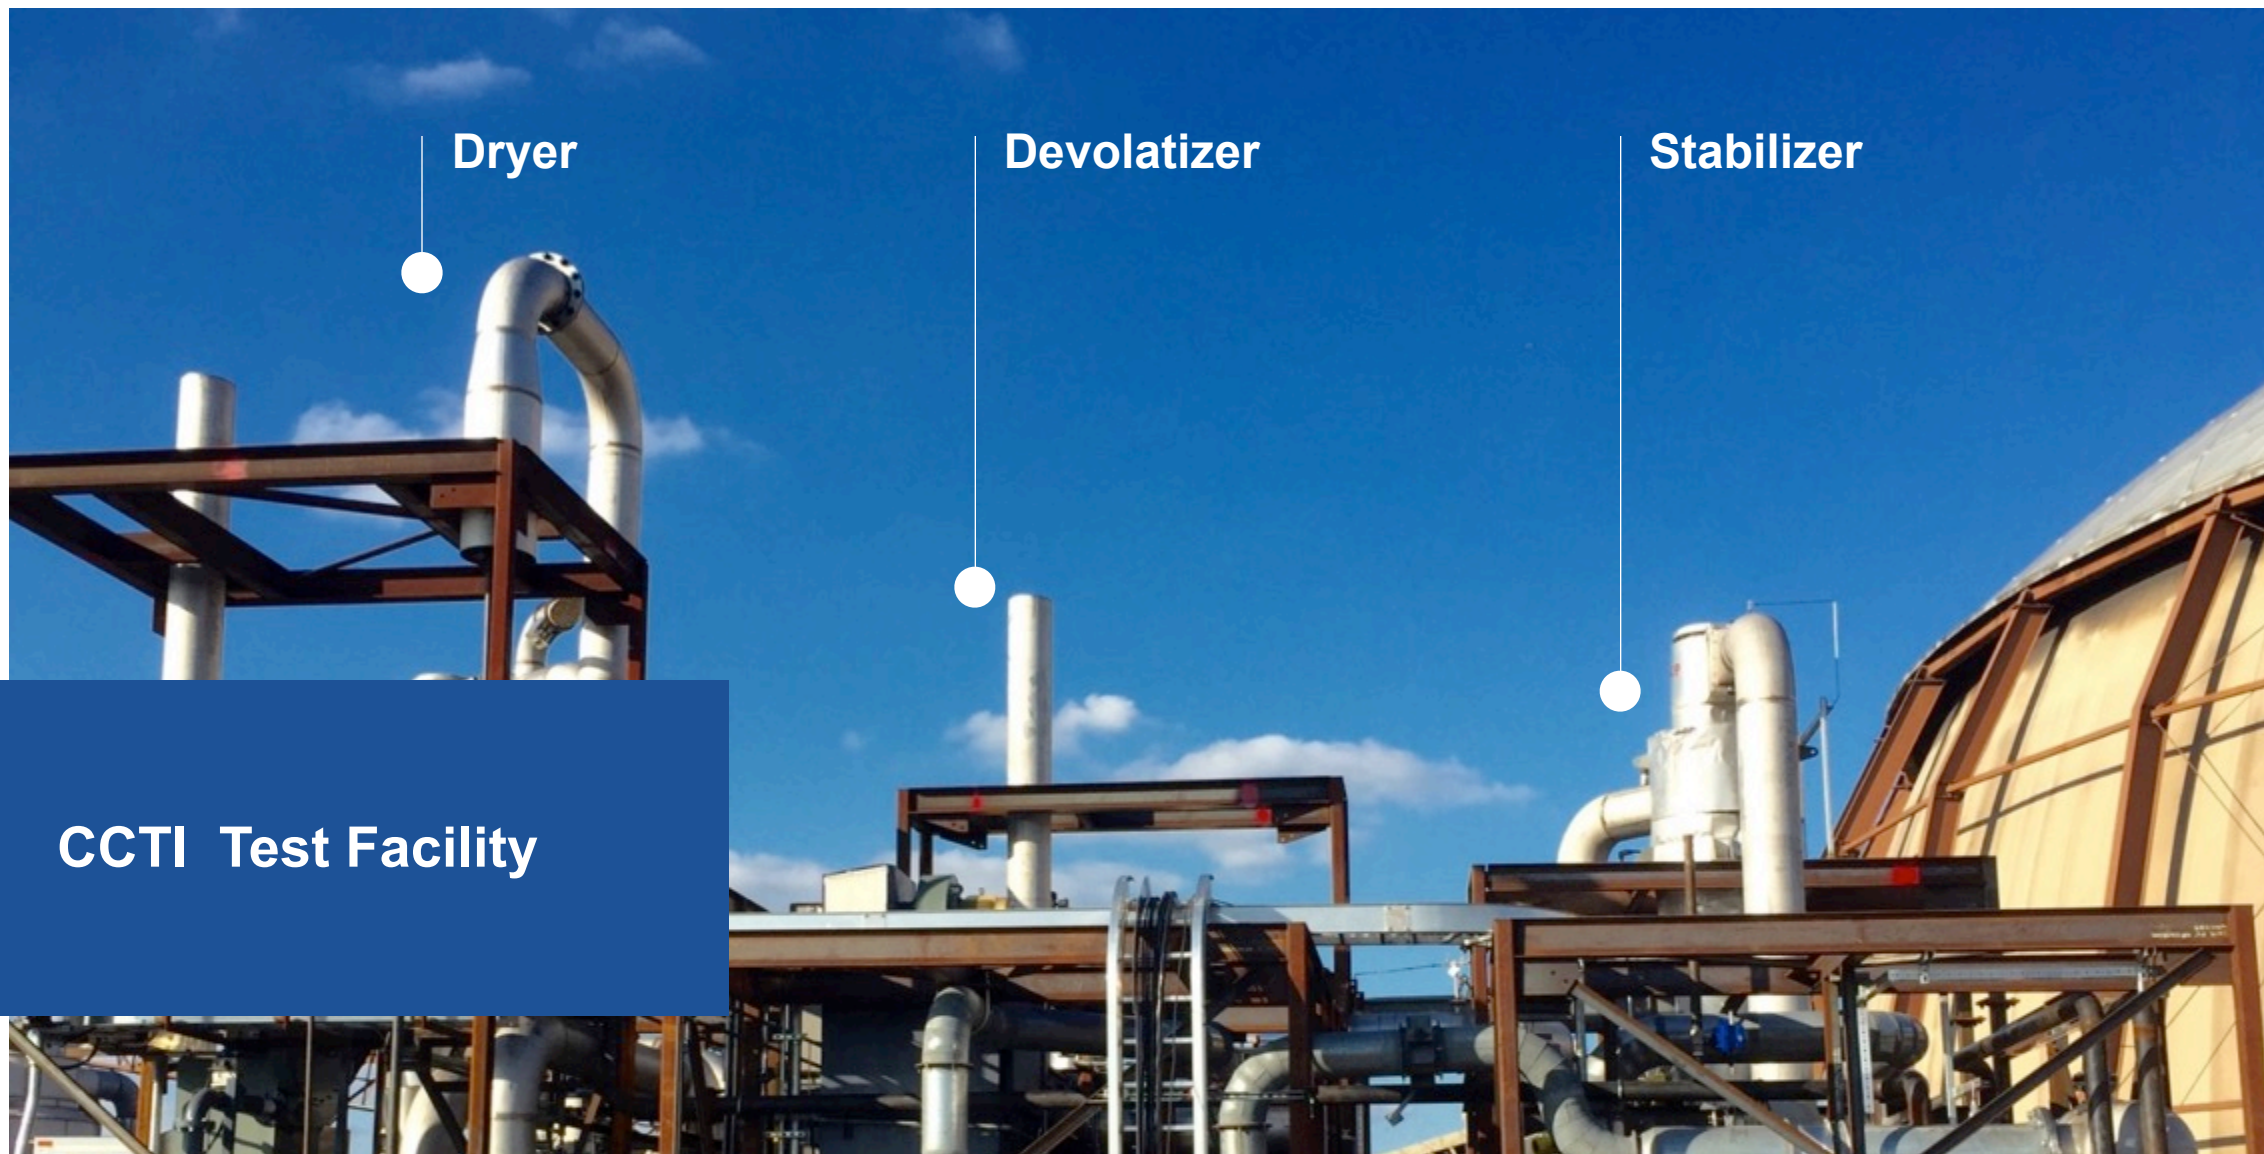 Dryer
Devolatizer
Stabilizer
CCTI  Test Facility